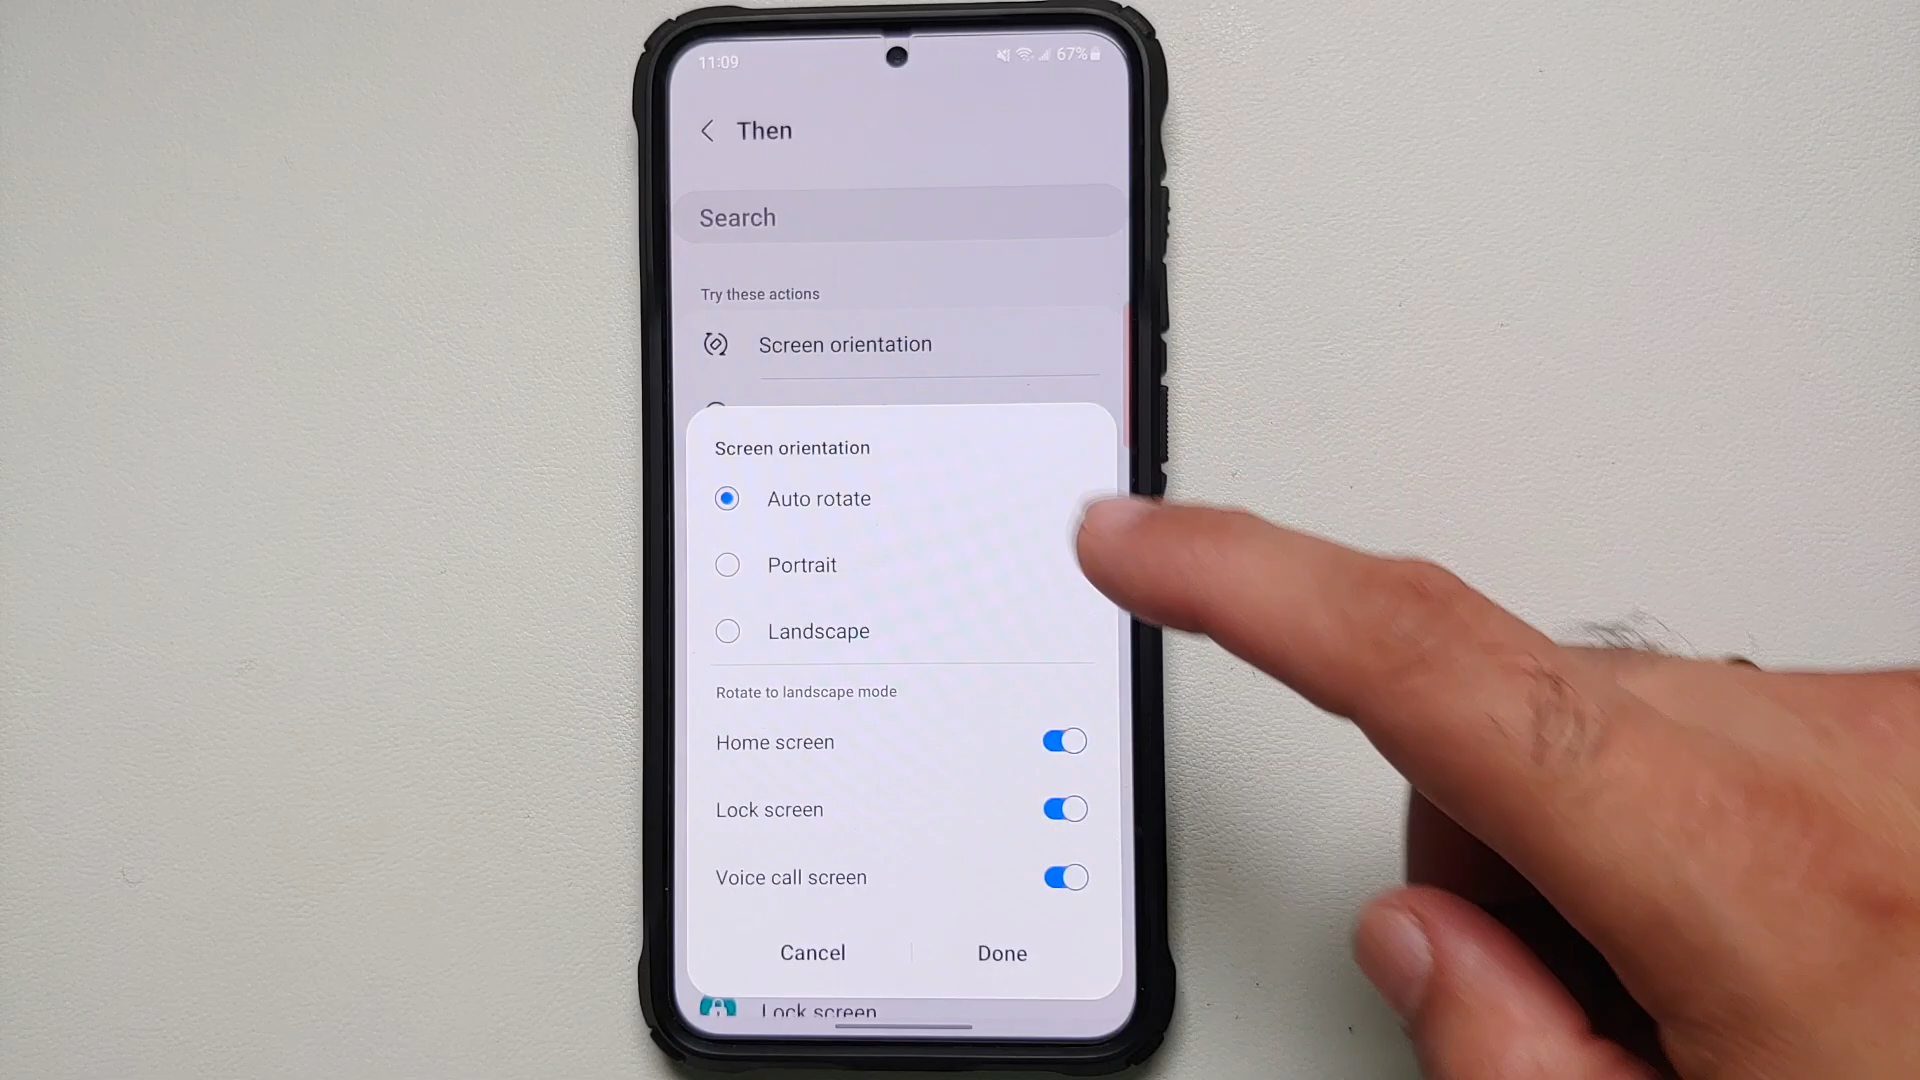 11:09
67%
Then
Search
Try these actions
Screen orientation
Screen orientation
Auto rotate
Portrait
Landscape
Rotate to landscape mode
Home screen
Lock screen
Voice call screen
Cancel
Done
Lock screen